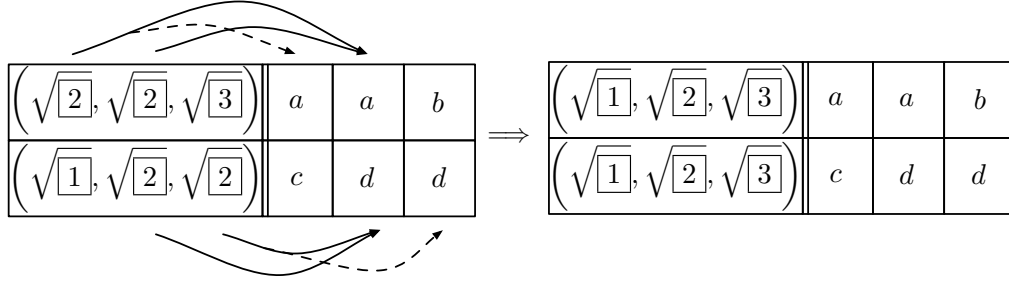 (√2, √2, √3) a a b ⟹ (√1, √2, √3) a a b
(√1, √2, √2) c d d (√1, √2, √3) c d d